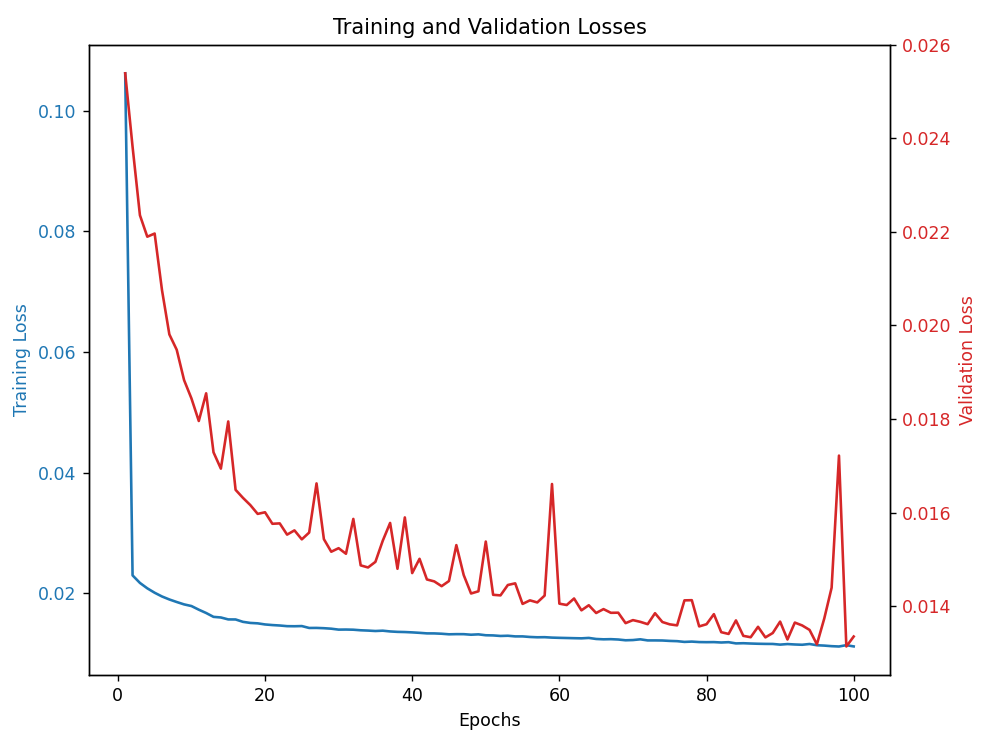 Training and Validation Losses
0.10
0.08
0.06
0.04
0.02
Training Loss
0.026
0.024
0.022
0.020
0.018
0.016
0.014
Validation Loss
0 20 40 60 80 100
Epochs